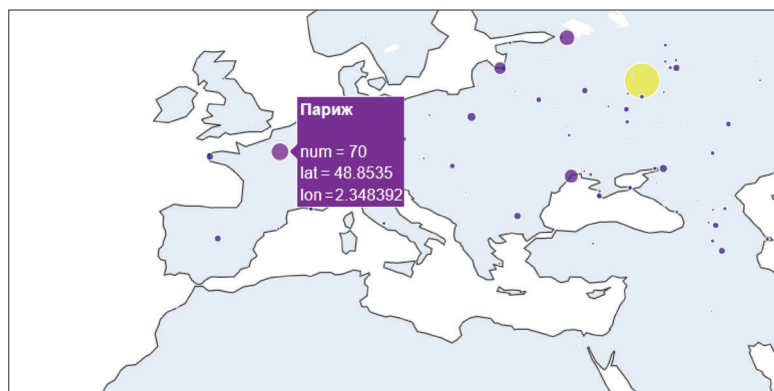 Париж
num = 70
lat = 48.8535
lon =2.348392